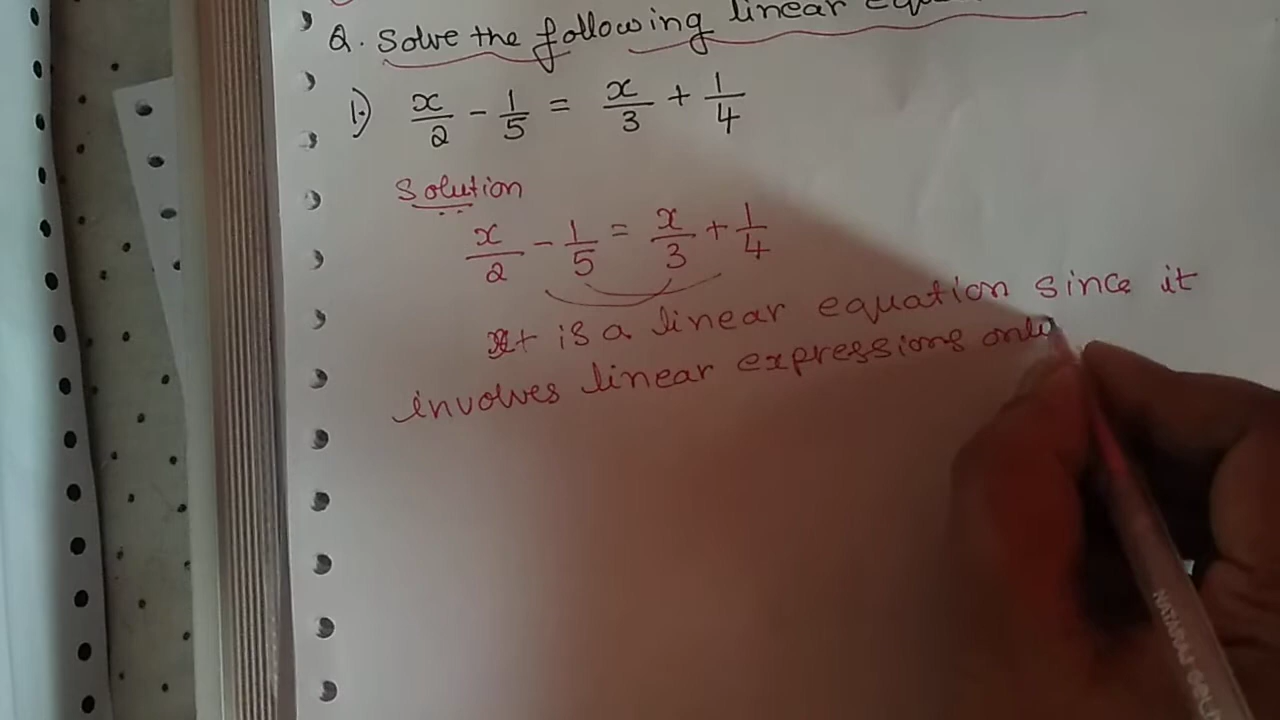 Q. Solve the following linear
1.) x/2 - 1/5 = x/3 + 1/4
Solution
x/2 - 1/5 = x/3 + 1/4
It is a linear equation since it
involves linear expressions only
NATARAJ